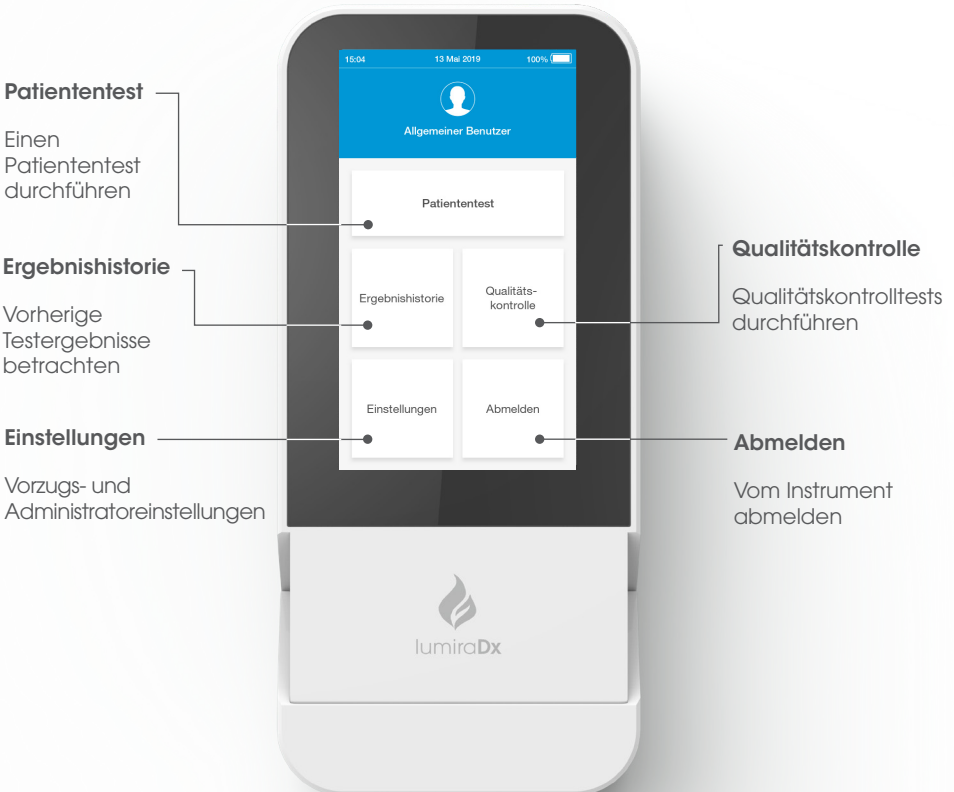 Patiententest
Einen
Patiententest
durchführen
Ergebnishistorie
Vorherige
Testergebnisse
betrachten
Einstellungen
Vorzugs- und
Administratoreinstellungen
15:04 13 Mai 2019 100%
Allgemeiner Benutzer
Patiententest
Ergebnishistorie
Qualitäts-
kontrolle
Einstellungen
Abmelden
lumiraDx
Qualitätskontrolle
Qualitätskontrolltests
durchführen
Abmelden
Vom Instrument
abmelden